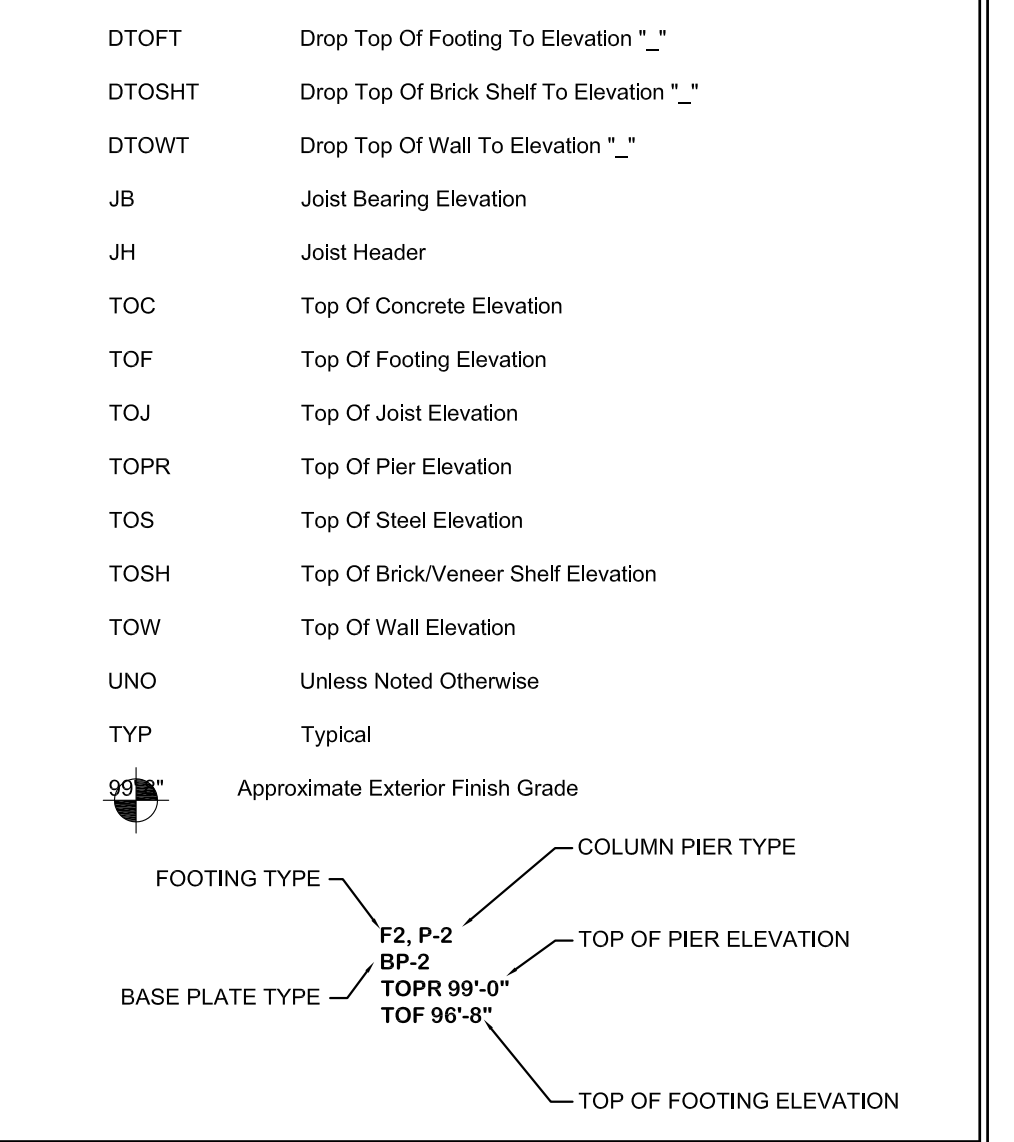 DTOFT Drop Top Of Footing To Elevation "_"
DTOSHT Drop Top Of Brick Shelf To Elevation "_"
DTOWT Drop Top Of Wall To Elevation "_"
JB Joist Bearing Elevation
JH Joist Header
TOC Top Of Concrete Elevation
TOF Top Of Footing Elevation
TOJ Top Of Joist Elevation
TOPR Top Of Pier Elevation
TOS Top Of Steel Elevation
TOSH Top Of Brick/Veneer Shelf Elevation
TOW Top Of Wall Elevation
UNO Unless Noted Otherwise
TYP Typical
Approximate Exterior Finish Grade
COLUMN PIER TYPE
FOOTING TYPE
F2, P-2
BP-2
TOPR 99'-0"
TOF 96'-8"
TOP OF PIER ELEVATION
BASE PLATE TYPE
TOP OF FOOTING ELEVATION